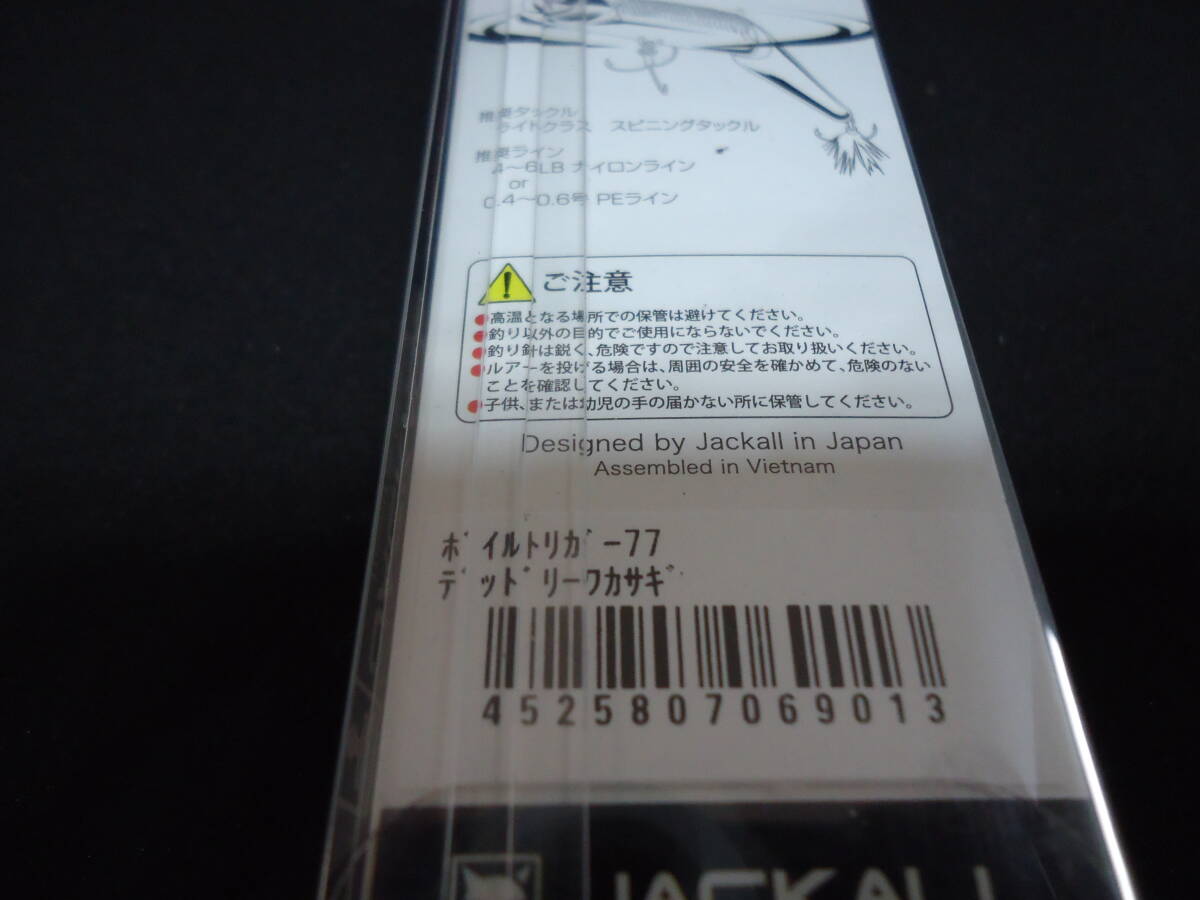 推奨タックル
ライトクラス　スピニングタックル
推奨ライン
4〜6LB ナイロンライン
or
0.4〜0.6号 PEライン
ご注意
●高温となる場所での保管は避けてください。
●釣り以外の目的でご使用にならないでください。
●釣り針は鋭く、危険ですので注意してお取り扱いください。
●ルアーを投げる場合は、周囲の安全を確かめて、危険のない
ことを確認してください。
●子供、または幼児の手の届かない所に保管してください。
Designed by Jackall in Japan
Assembled in Vietnam
ﾎﾞｲﾙﾄﾘｶﾞｰ77
ﾃﾞｯﾄﾞﾘｰﾜｶｻｷﾞ
4525807069013
JACKALL